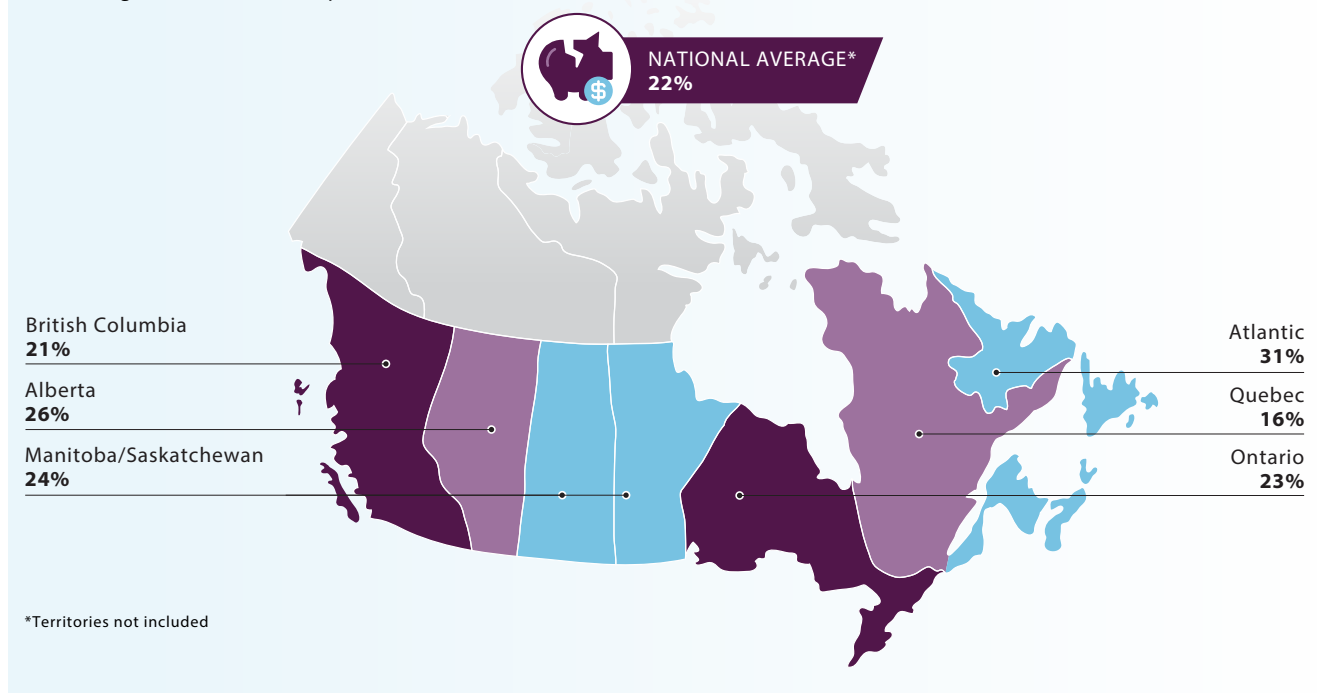 NATIONAL AVERAGE*
22%
British Columbia
21%
Alberta
26%
Manitoba/Saskatchewan
24%
Atlantic
31%
Quebec
16%
Ontario
23%
$
*Territories not included